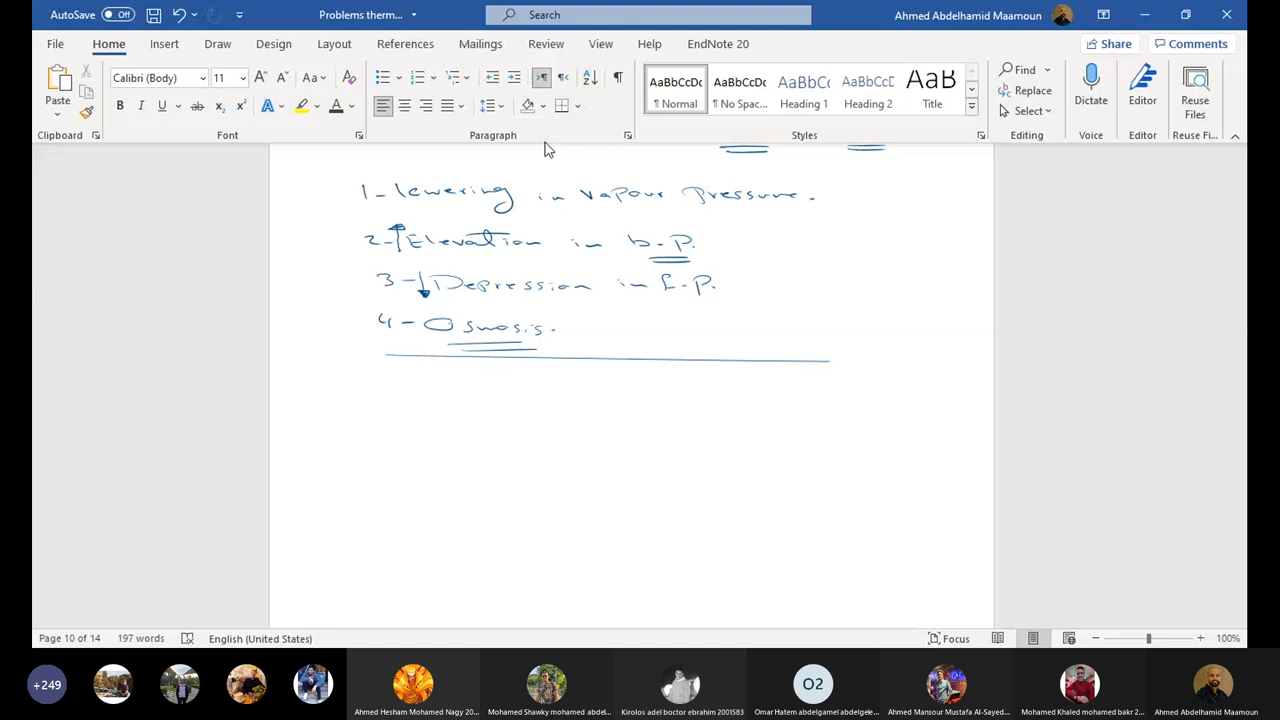 AutoSave Off Problems therm... Search Ahmed Abdelhamid Maamoun
File Home Insert Draw Design Layout References Mailings Review View Help EndNote 20 Share Comments
Paste Calibri (Body) 11 Aa AaBbCcDc AaBbCcDc AaBbCc AaBbCcD AaB Find Replace Select Dictate Editor Reuse Files
¶ Normal ¶ No Spac... Heading 1 Heading 2 Title
Clipboard Font Paragraph Styles Editing Voice Editor Reuse Fi...
1- lowering in vapour pressure.
2-↑Elevation in b.P.
3-↓Depression in f.P.
4- Osmosis.
Page 10 of 14 197 words English (United States) Focus 100%
+249 O2
Ahmed Hesham Mohamed Nagy 20... Mohamed Shawky mohamed abdel... Kirolos adel boctor ebrahim 2001583 Omar Hatem abdelgamel abdelgele... Ahmed Mansour Mustafa Al-Sayed... Mohamed Khaled mohamed bakr 2... Ahmed Abdelhamid Maamoun